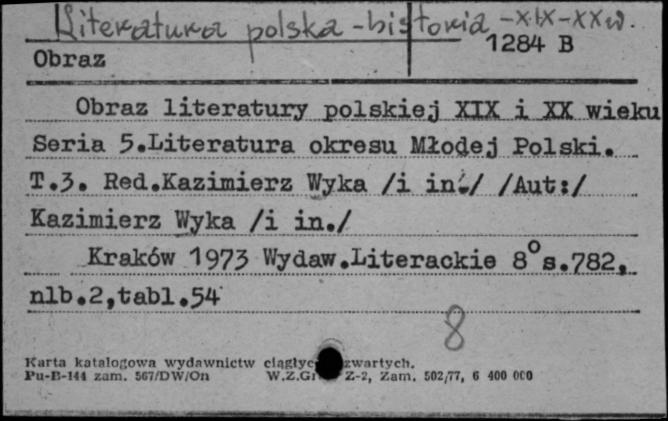 Literatura polska - historia - XIX - XX w.
1284 B
Obraz
Obraz literatury polskiej XIX i XX wieku
Seria 5.Literatura okresu Młodej Polski.
T.3. Red.Kazimierz Wyka /i in./ /Aut:/
Kazimierz Wyka /i in./
Kraków 1973 Wydaw.Literackie 8° s.782,
nlb.2,tabl.54
8
Karta katalogowa wydawnictw ciągłyc zwartych.
Pu-B-144 zam. 567/DW/On W.Z.Gr Z-2, Zam. 502/77, 6 400 000